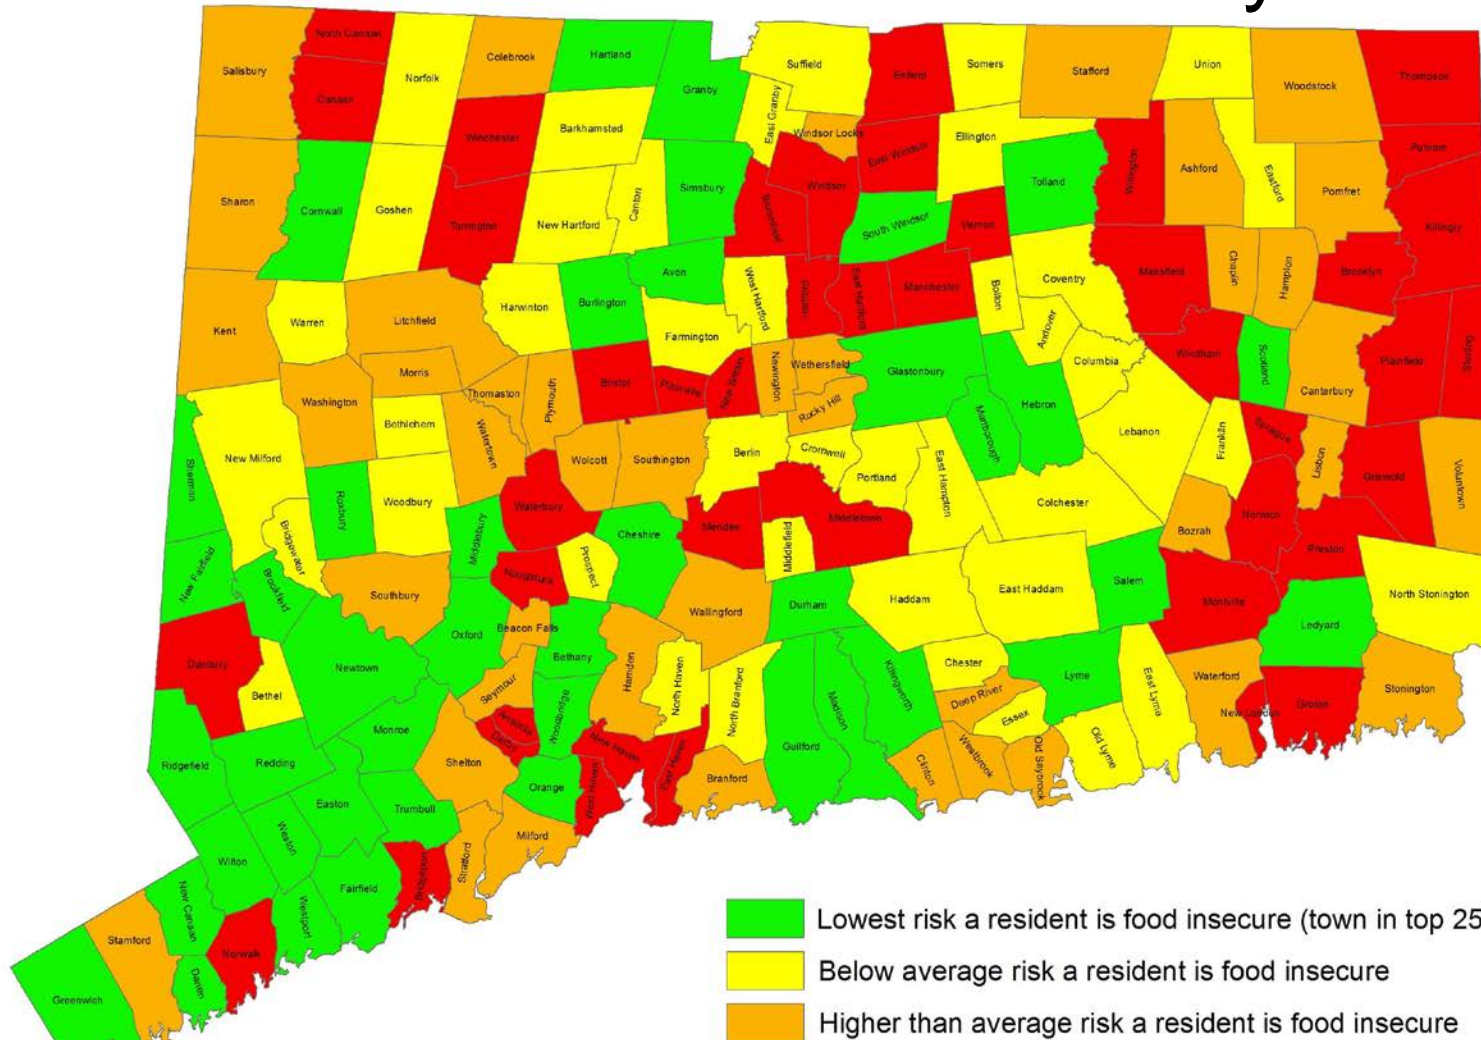 y
North Canaan
Salisbury
Norfolk
Colebrook
Hartland
Granby
Suffield
Enfield
Somers
Stafford
Union
Woodstock
Thompson
Canaan
Winchester
Barkhamsted
East Granby
Windsor Locks
East Windsor
Ellington
Willington
Ashford
Eastford
Pomfret
Putnam
Sharon
Cornwall
Goshen
Torrington
New Hartford
Canton
Simsbury
Bloomfield
Windsor
South Windsor
Vernon
Tolland
Killingly
Kent
Warren
Litchfield
Harwinton
Burlington
Avon
West Hartford
Hartford
East Hartford
Manchester
Bolton
Coventry
Andover
Mansfield
Chaplin
Hampton
Brooklyn
Farmington
Morris
Washington
Thomaston
Plymouth
Bristol
Plainville
New Britain
Newington
Wethersfield
Rocky Hill
Glastonbury
Marlborough
Hebron
Columbia
Windham
Scotland
Canterbury
Plainfield
Sterling
Sherman
New Milford
Bethlehem
Watertown
Wolcott
Southington
Berlin
Cromwell
Portland
East Hampton
Lebanon
Franklin
Sprague
Lisbon
Griswold
Voluntown
Roxbury
Woodbury
Waterbury
Middlebury
Cheshire
Meriden
Middletown
Middlefield
Colchester
Bozrah
Norwich
Preston
New Fairfield
Brookfield
Bridgewater
Southbury
Naugatuck
Prospect
Wallingford
Durham
Haddam
East Haddam
Salem
Montville
Ledyard
North Stonington
Danbury
Bethel
Newtown
Oxford
Beacon Falls
Bethany
Hamden
North Haven
North Branford
Killingworth
Chester
Deep River
Essex
Lyme
East Lyme
Waterford
New London
Groton
Stonington
Seymour
Ansonia
Derby
Woodbridge
Ridgefield
Redding
Monroe
Shelton
Orange
New Haven
West Haven
East Haven
Branford
Guilford
Madison
Clinton
Westbrook
Old Saybrook
Old Lyme
Easton
Trumbull
Milford
Stratford
Wilton
Weston
Fairfield
Bridgeport
New Canaan
Westport
Stamford
Norwalk
Darien
Greenwich
Lowest risk a resident is food insecure (town in top 25
Below average risk a resident is food insecure
Higher than average risk a resident is food insecure